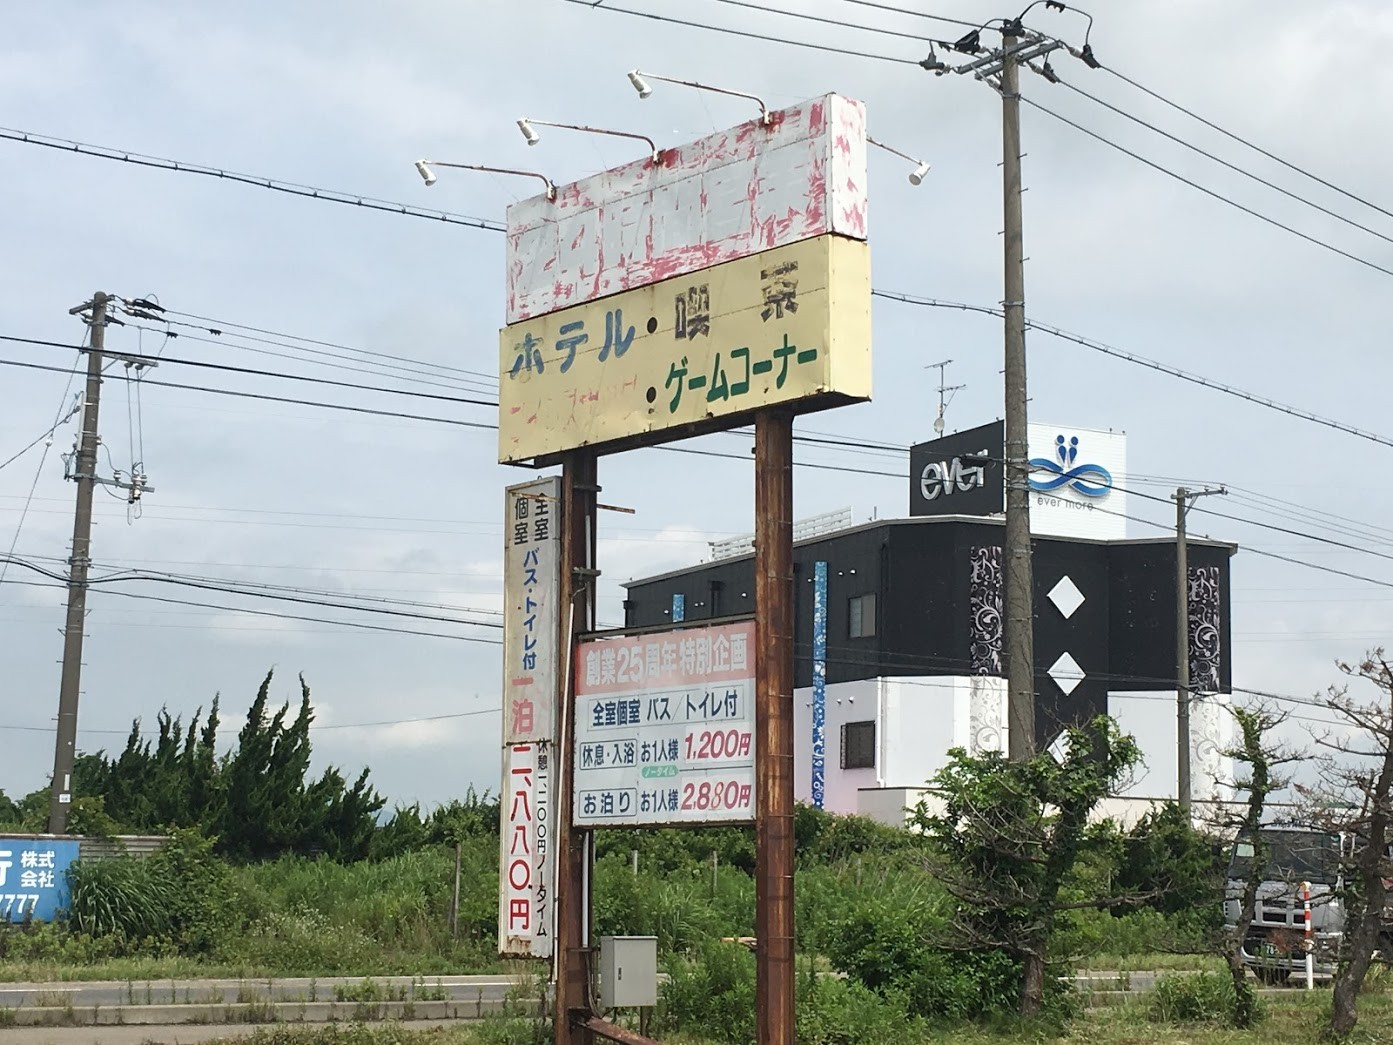 24時間
ホテル・喫茶
・ゲームコーナー
全室
個室
バス・トイレ付
一泊
二、八八〇円
休憩一、二〇〇円ノータイム
創業25周年特別企画
全室個室 バス/トイレ付
休息・入浴 お1人様 1,200円
ノータイム
お泊り お1人様 2,880円
ever
ever more
行 株式
会社
7777